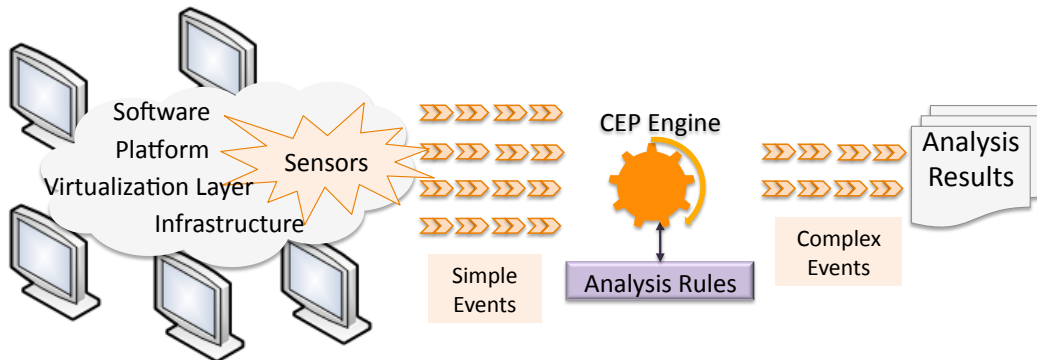 Software
Platform
Virtualization Layer
Infrastructure
Sensors
Simple
Events
CEP Engine
Analysis Rules
Complex
Events
Analysis
Results